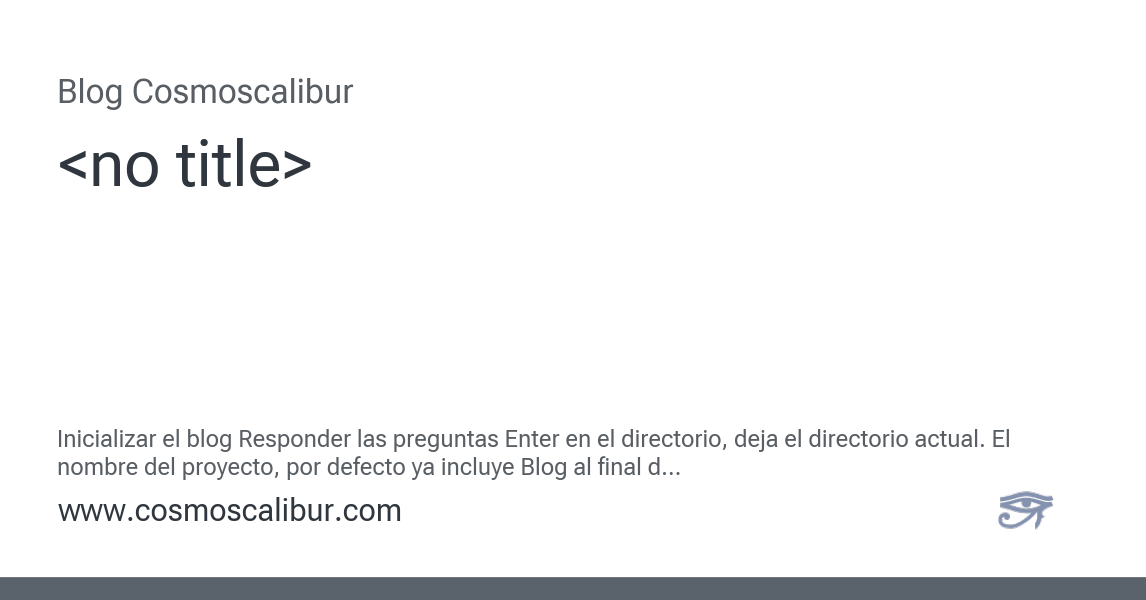 Blog Cosmoscalibur
<no title>
Inicializar el blog Responder las preguntas Enter en el directorio, deja el directorio actual. El
nombre del proyecto, por defecto ya incluye Blog al final d...
www.cosmoscalibur.com